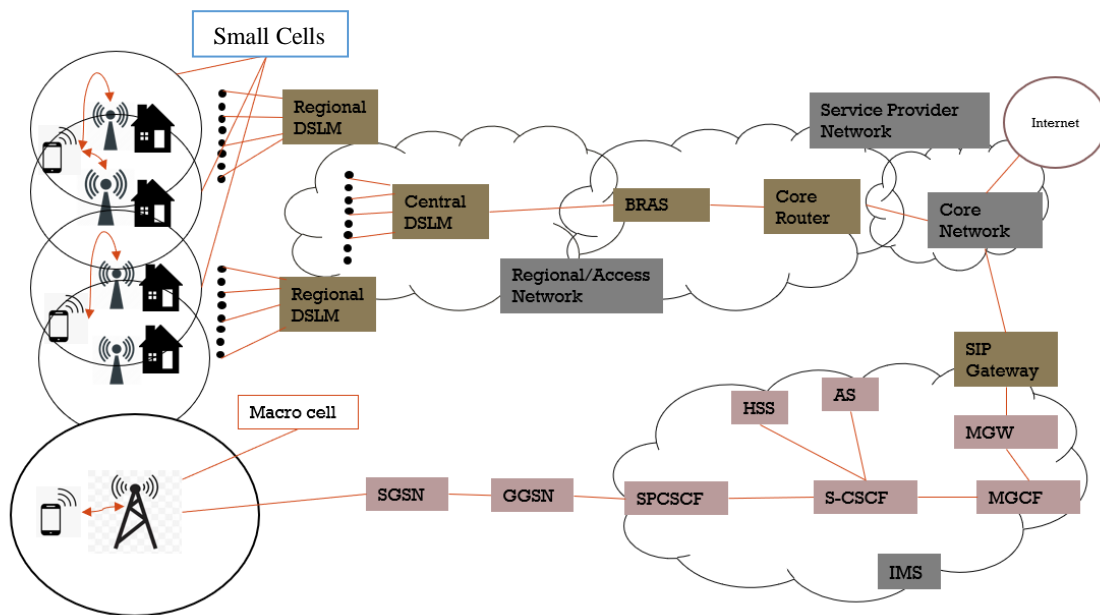 Small Cells
Regional
DSLM
Service Provider
Network
Internet
Central
DSLM
BRAS
Core
Router
Core
Network
Regional/Access
Network
Regional
DSLM
SIP
Gateway
HSS
AS
Macro cell
MGW
SGSN
GGSN
SPCSCF
S-CSCF
MGCF
IMS